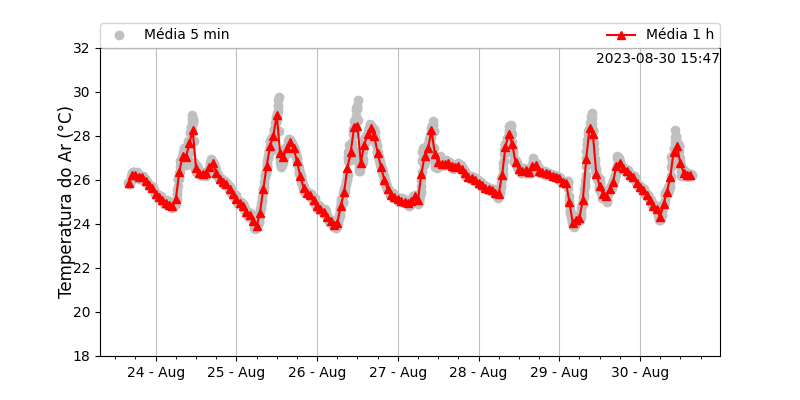 Média 5 min
Média 1 h
2023-08-30 15:47
Temperatura do Ar (°C)
32
30
28
26
24
22
20
18
24 - Aug
25 - Aug
26 - Aug
27 - Aug
28 - Aug
29 - Aug
30 - Aug